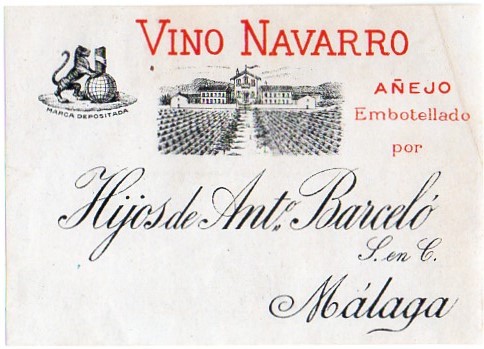 VINO NAVARRO
MARCA DEPOSITADA
AÑEJO
Embotellado
por
Hijos de Antº. Barceló
S. en C.
Málaga